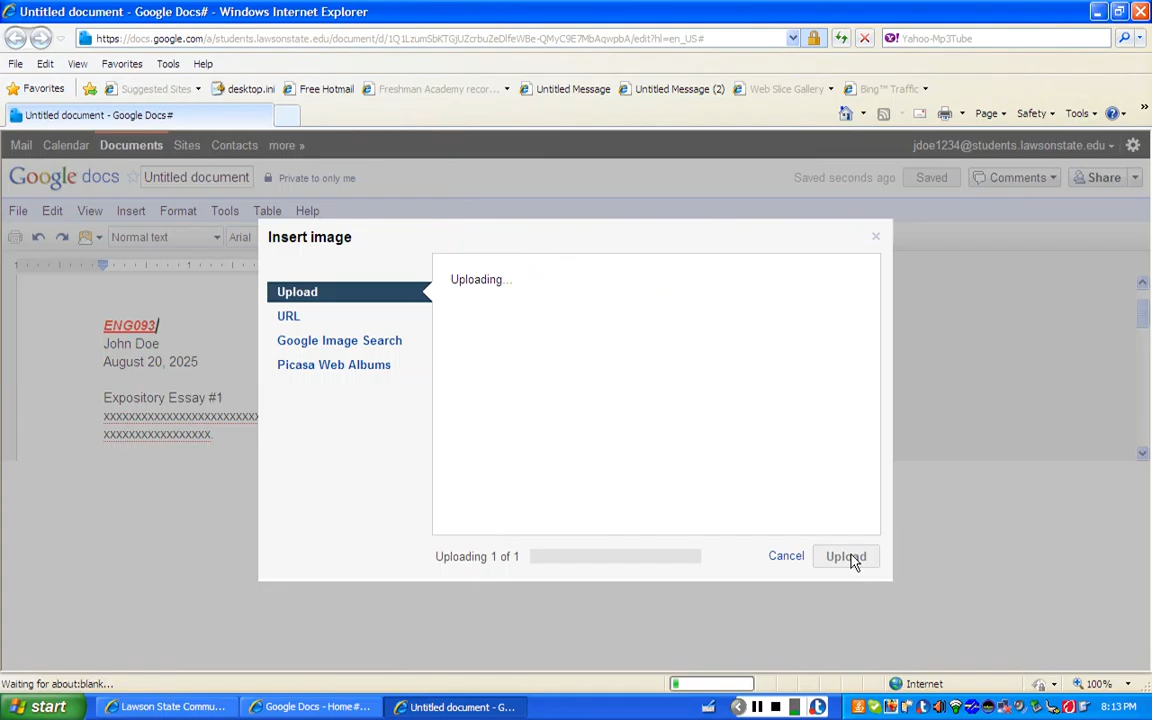 Untitled document - Google Docs# - Windows Internet Explorer
https://docs.google.com/a/students.lawsonstate.edu/document/d/1Q1LzumSbKTGjUZcrbuZeDlfeWBe-QMyC9E7MbAqwpbA/edit?hl=en_US#
Yahoo-Mp3Tube
File Edit View Favorites Tools Help
Favorites Suggested Sites desktop.ini Free Hotmail Freshman Academy recor... Untitled Message Untitled Message (2) Web Slice Gallery Bing™ Traffic
Untitled document - Google Docs# Page Safety Tools
Mail Calendar Documents Sites Contacts more » jdoe1234@students.lawsonstate.edu
Google docs Untitled document Private to only me Saved seconds ago Saved Comments Share
File Edit View Insert Format Tools Table Help
Normal text Arial
Insert image
Upload
URL
Google Image Search
Picasa Web Albums
Uploading...
Uploading 1 of 1 Cancel Upload
ENG093
John Doe
August 20, 2025
Expository Essay #1
xxxxxxxxxxxxxxxxxxxxxxxxx
xxxxxxxxxxxxxxxxx.
Waiting for about:blank... Internet 100%
start Lawson State Commu... Google Docs - Home #... Untitled document - G... 8:13 PM